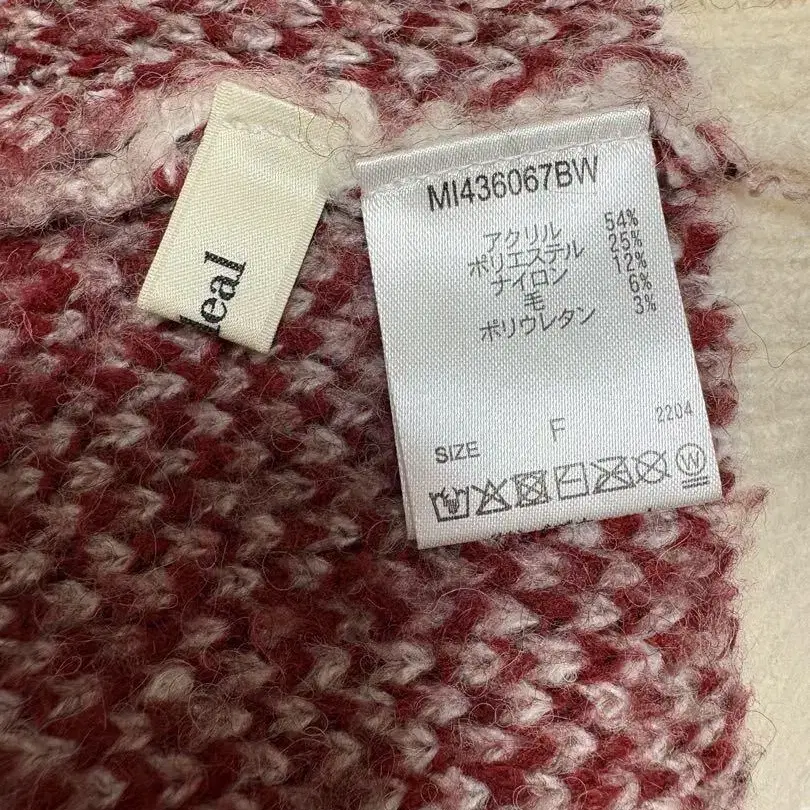 deal
MI436067BW
アクリル 54%
ポリエステル 25%
ナイロン 12%
毛 6%
ポリウレタン 3%
2204
SIZE F
W